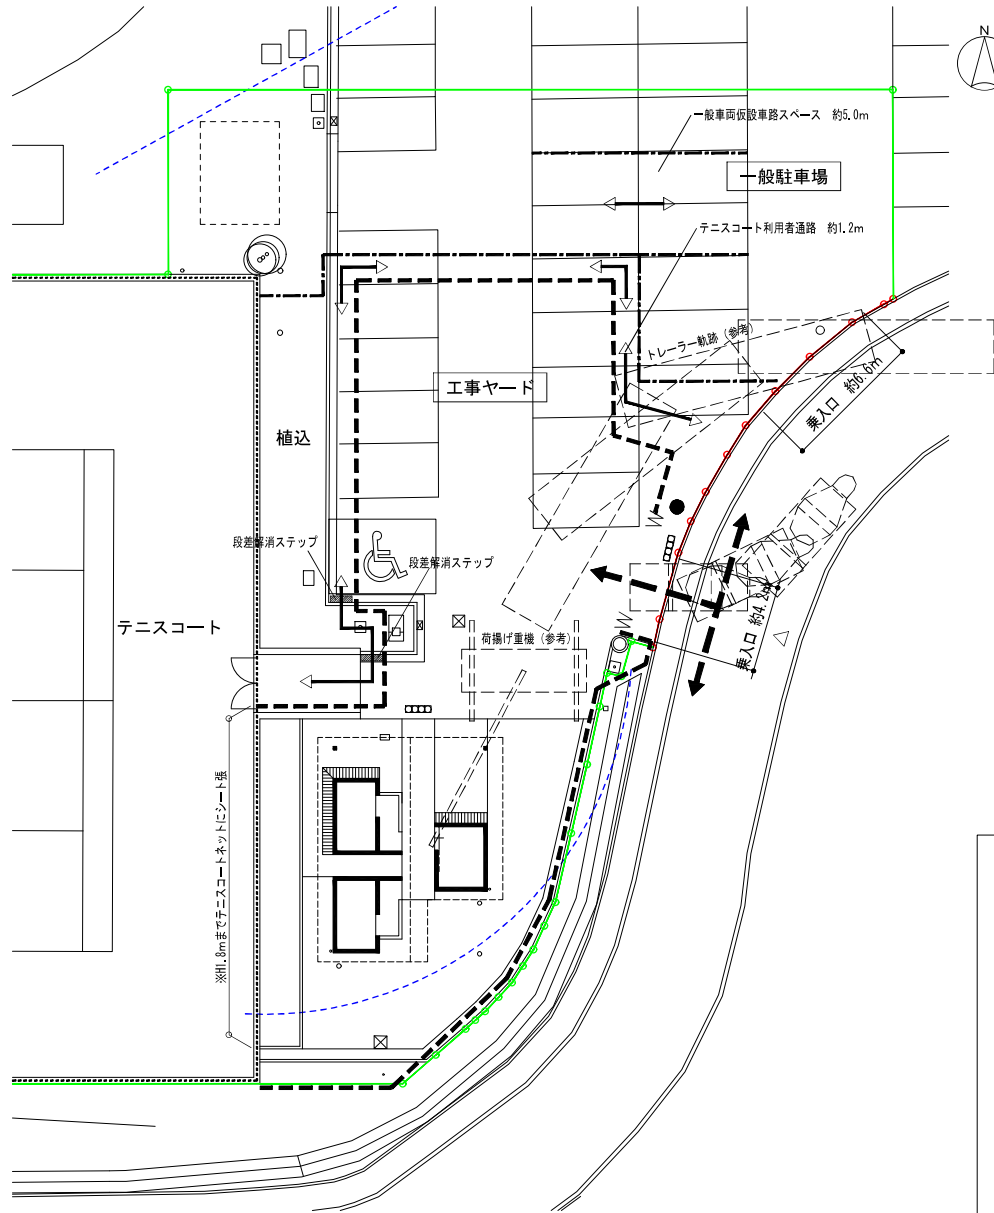 N
一般車両仮設車路スペース 約5.0m
一般駐車場
テニスコート利用者通路 約1.2m
トレーラー軌跡（参考）
乗入口 約6.6m
工事ヤード
植込
段差解消ステップ
段差解消ステップ
テニスコート
荷揚げ重機（参考）
乗入口 約4.8m
※H1.8mまでテニスコートネットにシート張